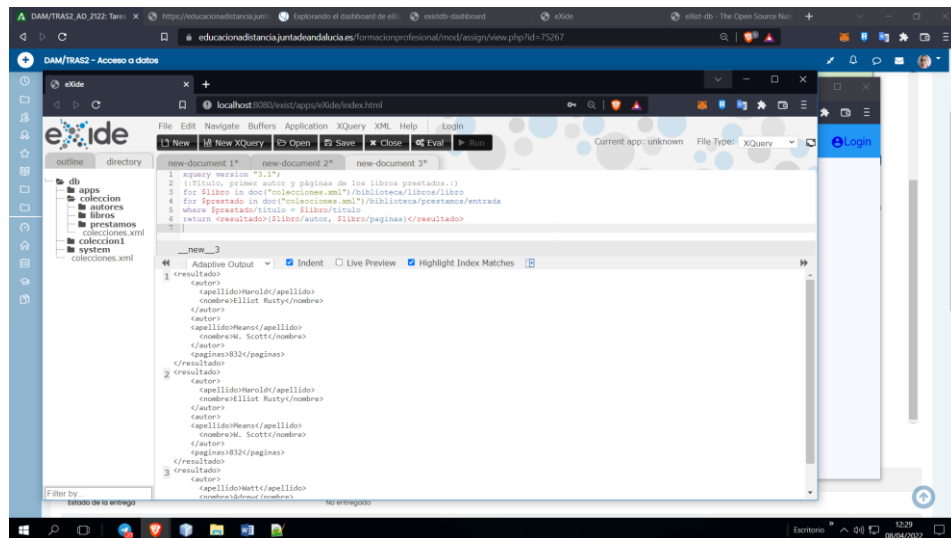 DAM/TRAS2_AD_2122: Tarea
https://educacionadistancia.junta
Explorando el dashboard de eXi
existdb-dashboard
eXide
eXist-db - The Open Source Nat
educacionadistancia.juntadeandalucia.es/formacionprofesional/mod/assign/view.php?id=75267
DAM/TRAS2 - Acceso a datos
eXide
localhost:8080/exist/apps/eXide/index.html
Login
eXide
File Edit Navigate Buffers Application XQuery XML Help Login
New New XQuery Open Save Close Eval Run
Current app: unknown File Type: XQuery
outline directory
new-document 1* new-document 2* new-document 3*
db
apps
coleccion
autores
libros
prestamos
colecciones.xml
coleccion1
system
colecciones.xml
Filter by...
1 xquery version "3.1";
2 (:Título, primer autor y páginas de los libros prestados.:)
3 for $libro in doc("colecciones.xml")/biblioteca/libros/libro
4 for $prestado in doc("colecciones.xml")/biblioteca/prestamos/entrada
5 where $prestado/titulo = $libro/titulo
6 return <resultado>{$libro/autor, $libro/paginas}</resultado>
7
__new__3
Adaptive Output Indent Live Preview Highlight Index Matches
1 <resultado>
<autor>
<apellido>Harold</apellido>
<nombre>Elliot Rusty</nombre>
</autor>
<autor>
<apellido>Means</apellido>
<nombre>W. Scott</nombre>
</autor>
<paginas>832</paginas>
</resultado>
2 <resultado>
<autor>
<apellido>Harold</apellido>
<nombre>Elliot Rusty</nombre>
</autor>
<autor>
<apellido>Means</apellido>
<nombre>W. Scott</nombre>
</autor>
<paginas>832</paginas>
</resultado>
3 <resultado>
<autor>
<apellido>Watt</apellido>
<nombre>Adrew</nombre>
Estado de la entrega No entregado
Escritorio
12:29
08/04/2022